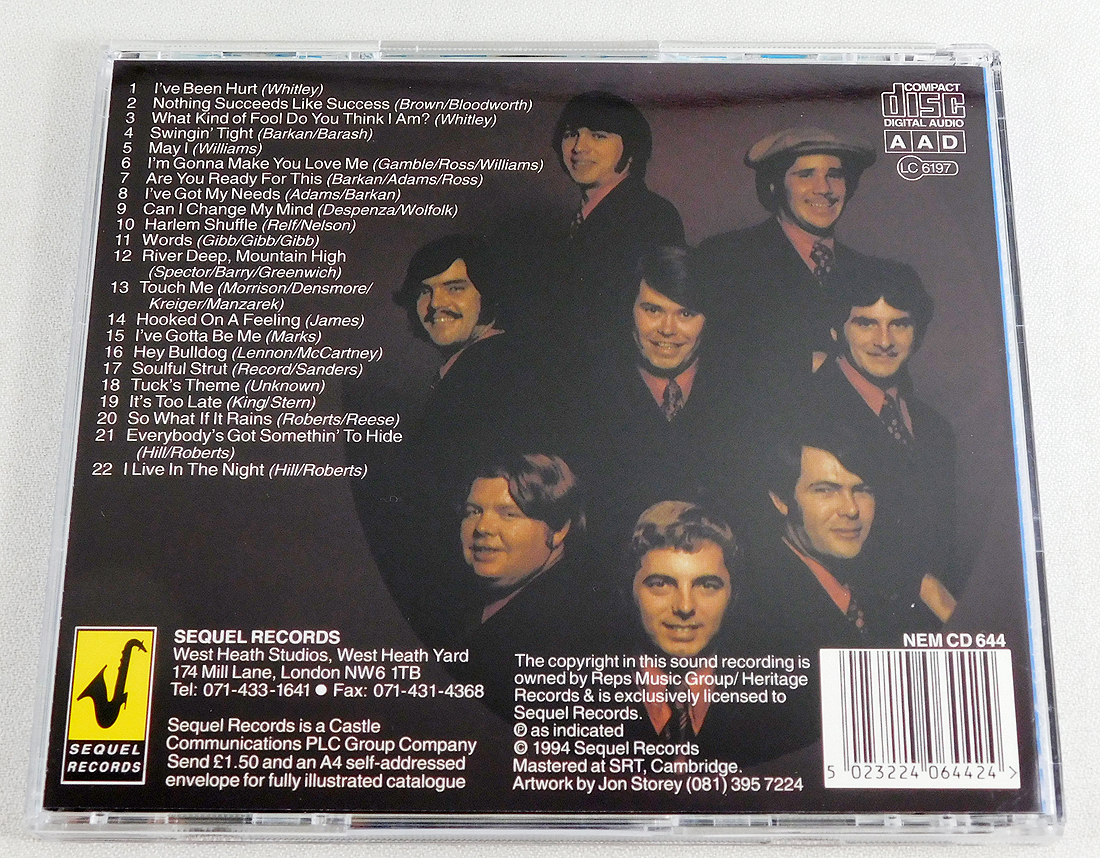 1 I've Been Hurt (Whitley)
2 Nothing Succeeds Like Success (Brown/Bloodworth)
3 What Kind of Fool Do You Think I Am? (Whitley)
4 Swingin' Tight (Barkan/Barash)
5 May I (Williams)
6 I'm Gonna Make You Love Me (Gamble/Ross/Williams)
7 Are You Ready For This (Barkan/Adams/Ross)
8 I've Got My Needs (Adams/Barkan)
9 Can I Change My Mind (Despenza/Wolfolk)
10 Harlem Shuffle (Relf/Nelson)
11 Words (Gibb/Gibb/Gibb)
12 River Deep, Mountain High
(Spector/Barry/Greenwich)
13 Touch Me (Morrison/Densmore/
Kreiger/Manzarek)
14 Hooked On A Feeling (James)
15 I've Gotta Be Me (Marks)
16 Hey Bulldog (Lennon/McCartney)
17 Soulful Strut (Record/Sanders)
18 Tuck's Theme (Unknown)
19 It's Too Late (King/Stern)
20 So What If It Rains (Roberts/Reese)
21 Everybody's Got Somethin' To Hide
(Hill/Roberts)
22 I Live In The Night (Hill/Roberts)
COMPACT
disc
DIGITAL AUDIO
AAD
LC 6197
SEQUEL
RECORDS
SEQUEL RECORDS
West Heath Studios, West Heath Yard
174 Mill Lane, London NW6 1TB
Tel: 071-433-1641 ● Fax: 071-431-4368
Sequel Records is a Castle
Communications PLC Group Company
Send £1.50 and an A4 self-addressed
envelope for fully illustrated catalogue
The copyright in this sound recording is
owned by Reps Music Group/ Heritage
Records & is exclusively licensed to
Sequel Records.
℗ as indicated
© 1994 Sequel Records
Mastered at SRT, Cambridge.
Artwork by Jon Storey (081) 395 7224
NEM CD 644
5 023224 064424 >